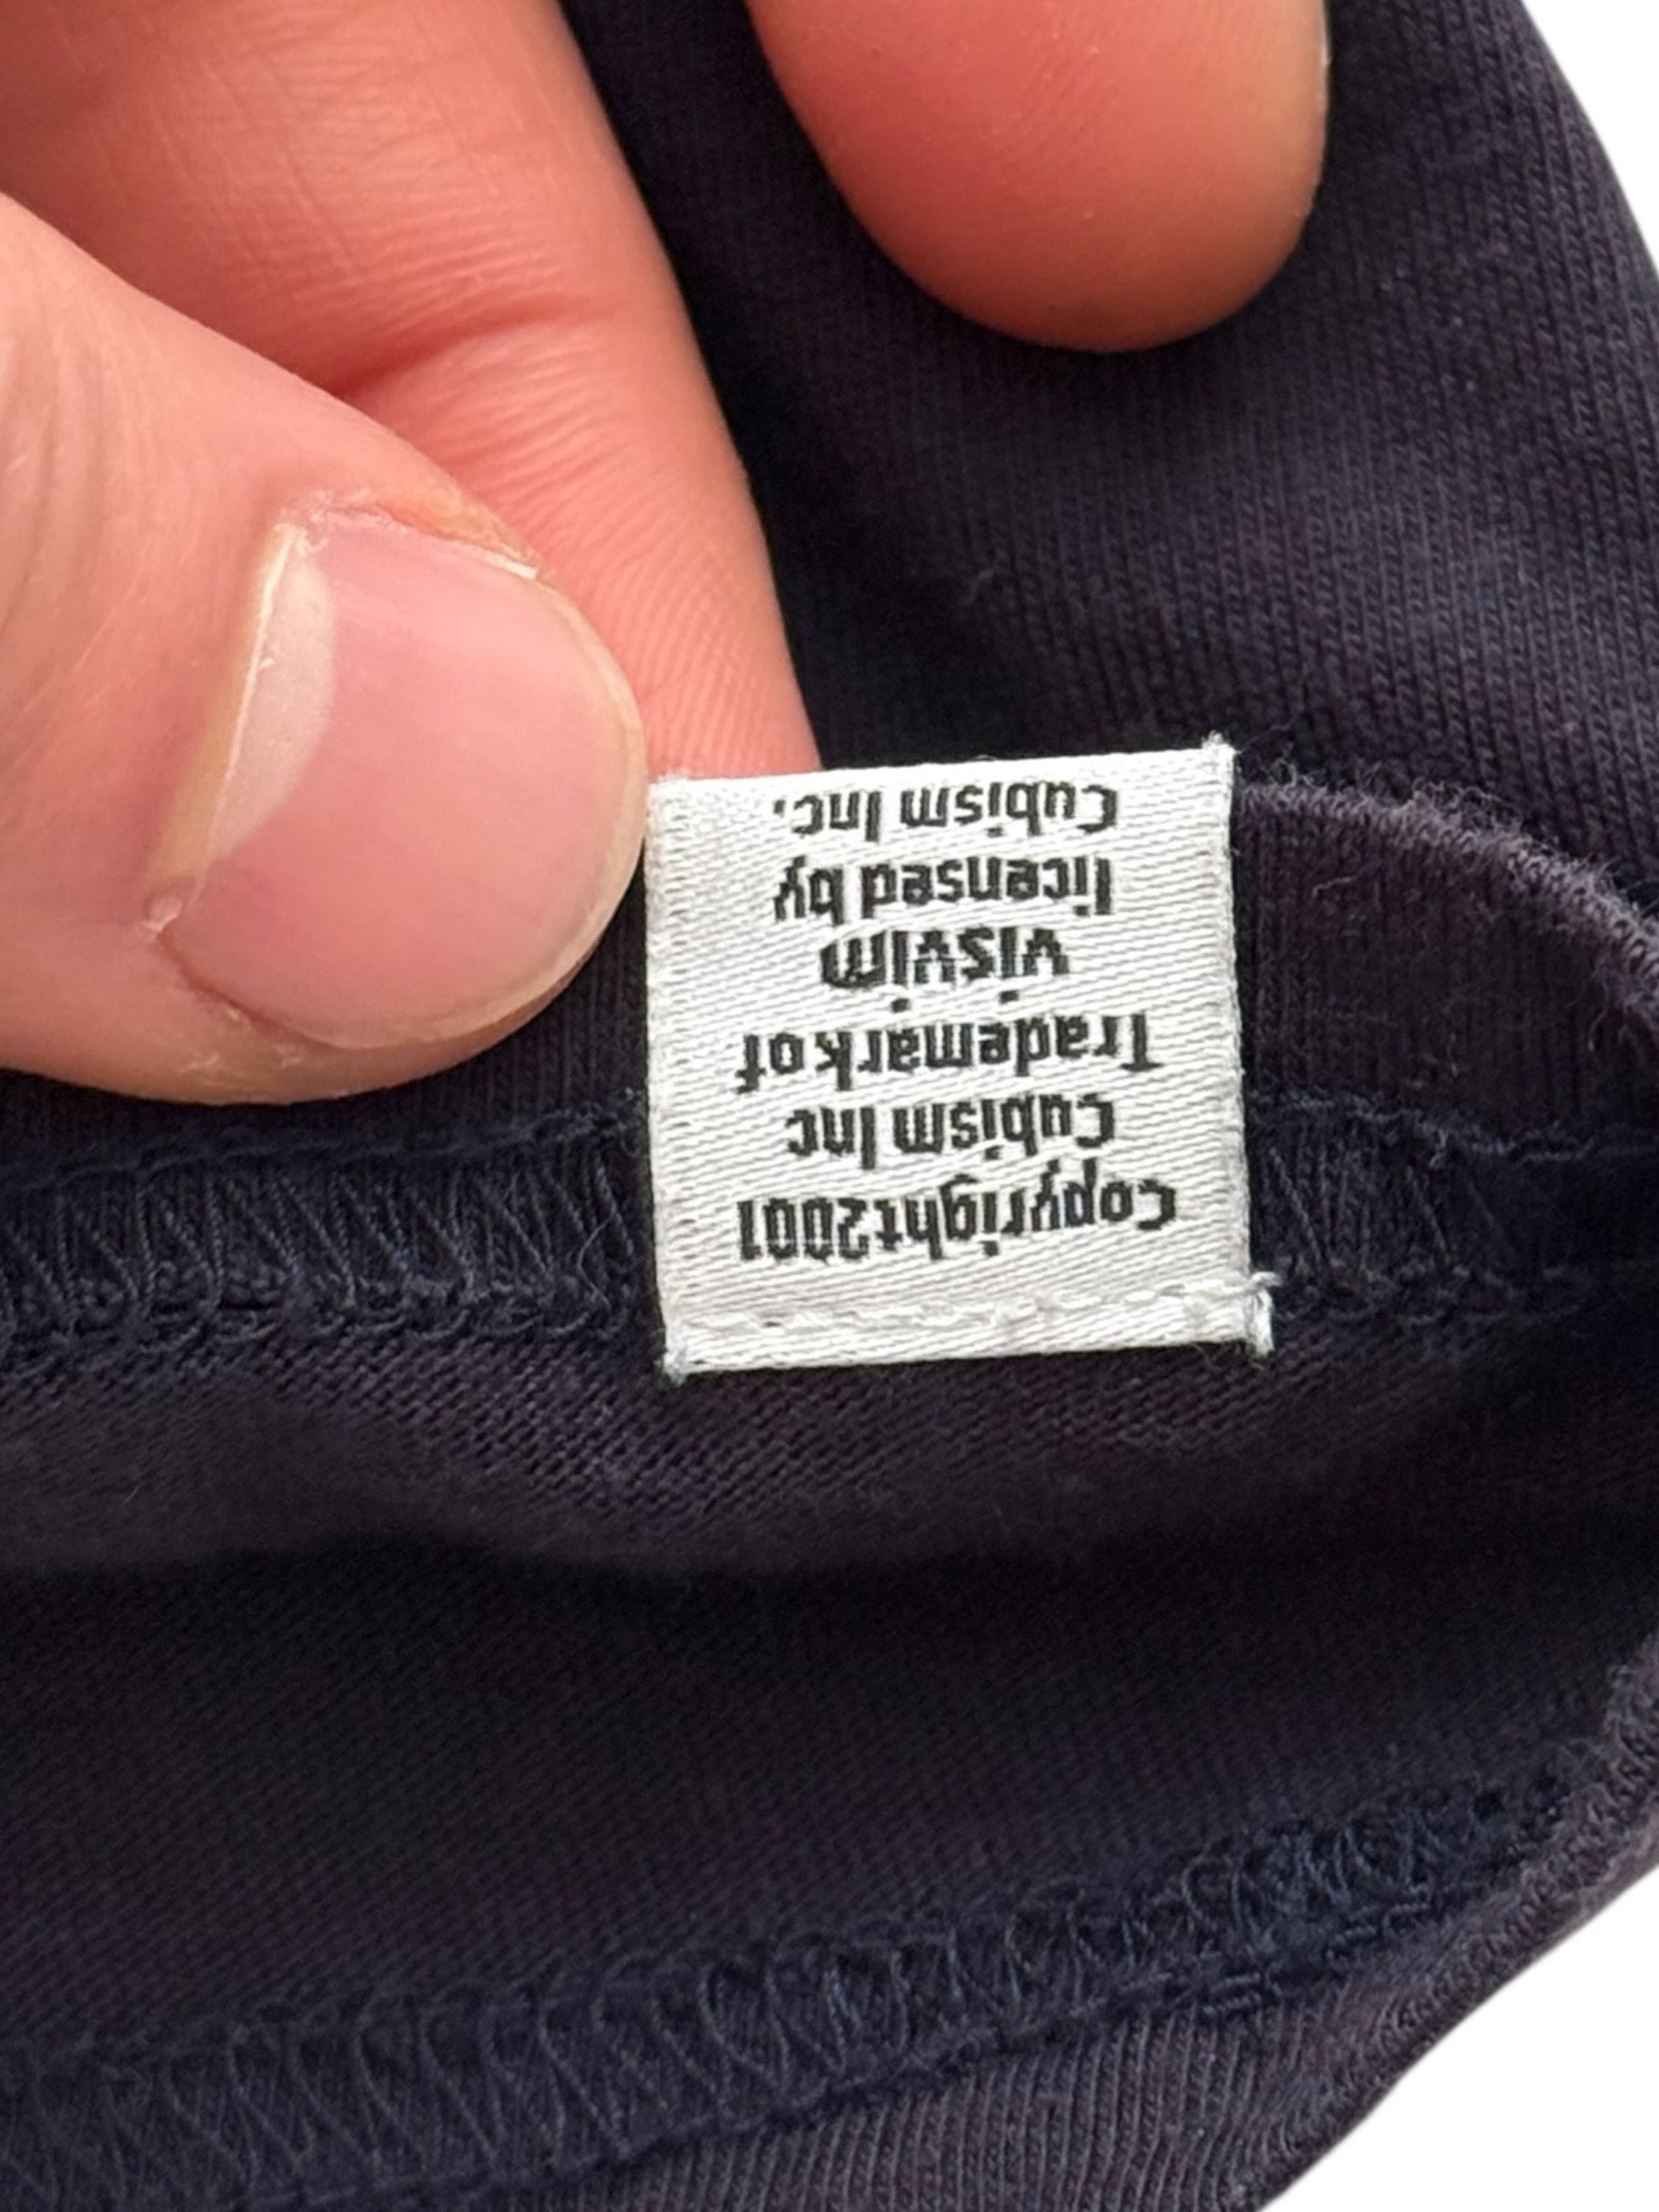 Copyright2001
Cubism Inc
Trademark of
visvim
licensed by
Cubism Inc.